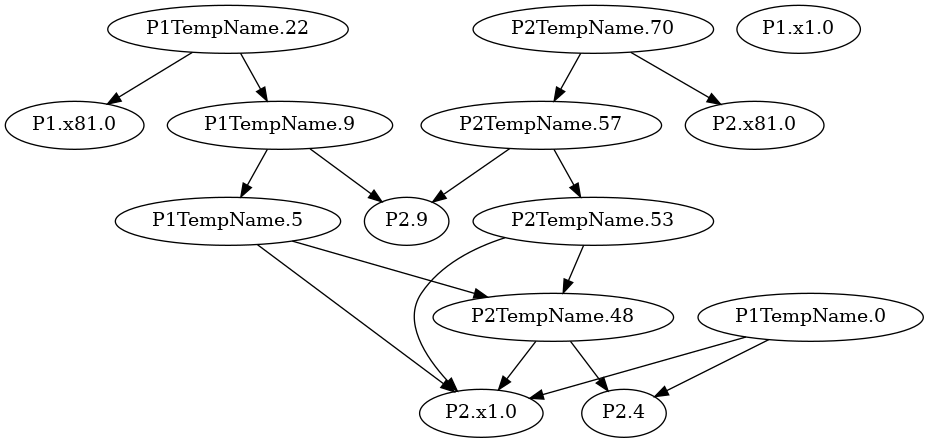 P1TempName.22
P2TempName.70
P1.x1.0
P1.x81.0
P1TempName.9
P2TempName.57
P2.x81.0
P1TempName.5
P2.9
P2TempName.53
P2TempName.48
P1TempName.0
P2.x1.0
P2.4